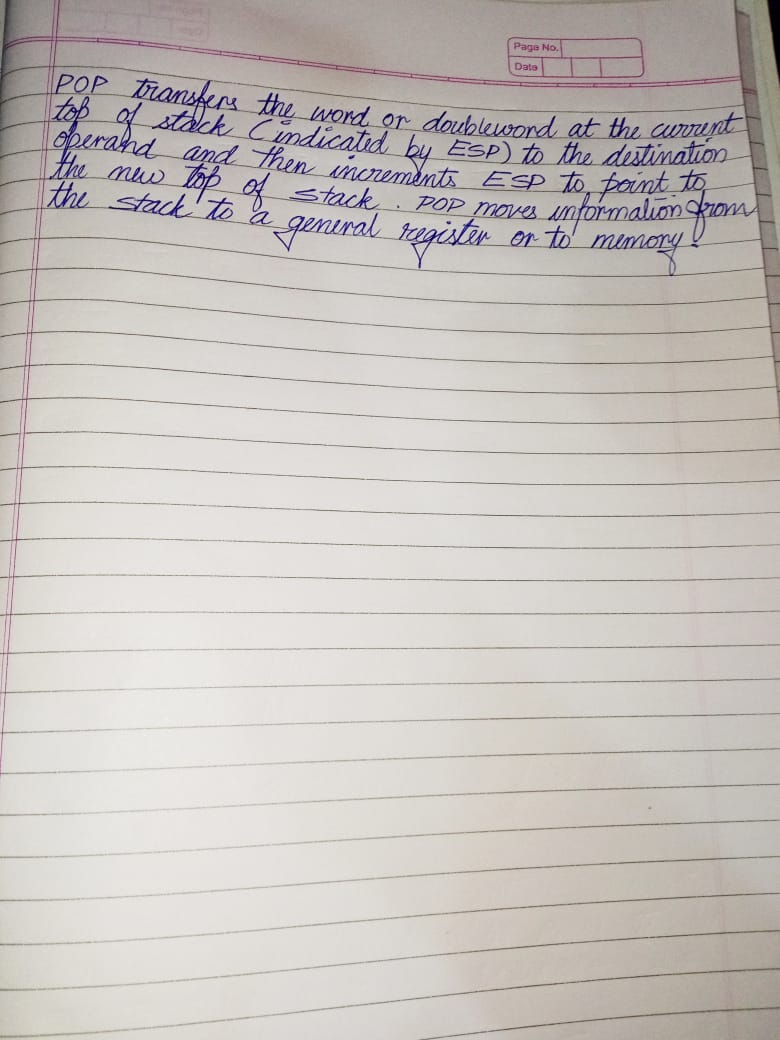 Page No.
Date
POP transfers the word or doubleword at the current
top of stack (indicated by ESP) to the destination
operand and then increments ESP to point to
the new top of stack. POP moves information from
the stack to a general register or to memory.